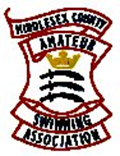 MIDDLESEX COUNTY
AMATEUR
SWIMMING
ASSOCIATION